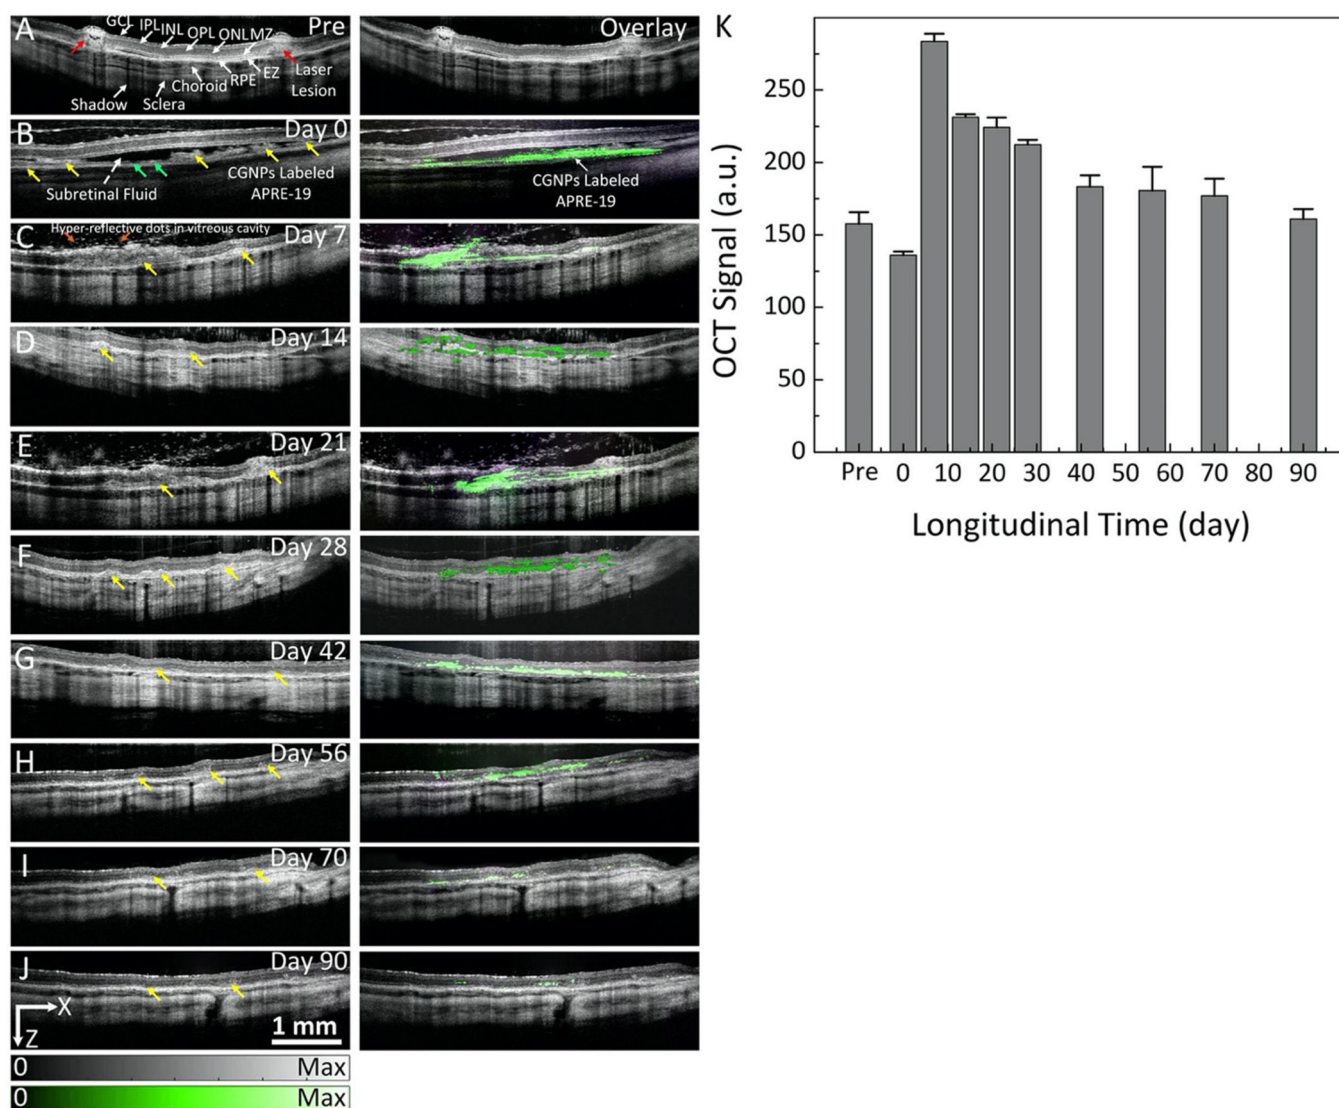 A
GCL IPL INL OPL ONL MZ
Pre
Choroid RPE EZ
Laser
Lesion
Shadow Sclera
Overlay
B
Day 0
Subretinal Fluid
CGNPs Labeled
APRE-19
CGNPs Labeled
APRE-19
C
Hyper-reflective dots in vitreous cavity
Day 7
D
Day 14
E
Day 21
F
Day 28
G
Day 42
H
Day 56
I
Day 70
J
Day 90
X
Z
1 mm
0 Max
0 Max
K
OCT Signal (a.u.)
250
200
150
100
50
0
Pre 0 10 20 30 40 50 60 70 80 90
Longitudinal Time (day)